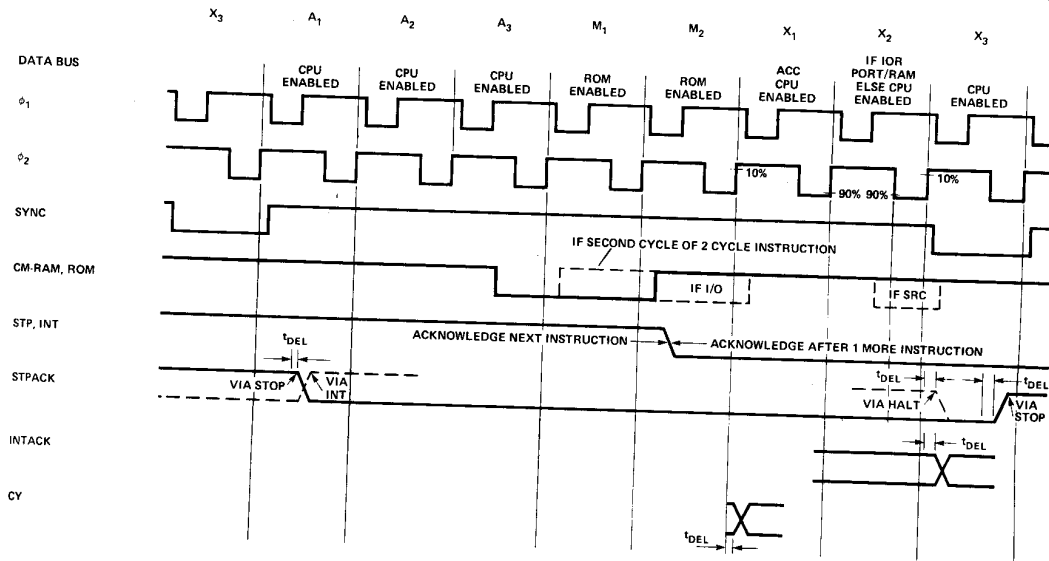 X3 A1 A2 A3 M1 M2 X1 X2 X3
DATA BUS
CPU
ENABLED
CPU
ENABLED
CPU
ENABLED
ROM
ENABLED
ROM ENABLED
ACC
CPU
ENABLED
IF IOR
PORT/RAM
ELSE CPU
ENABLED
CPU
ENABLED
φ1
φ2
10%
90% 90%
10%
SYNC
IF SECOND CYCLE OF 2 CYCLE INSTRUCTION
CM-RAM, ROM
IF I/O
IF SRC
STP, INT
ACKNOWLEDGE NEXT INSTRUCTION
ACKNOWLEDGE AFTER 1 MORE INSTRUCTION
tDEL
STPACK
VIA STOP
VIA
INT
tDEL
tDEL
VIA HALT
VIA
STOP
INTACK
tDEL
CY
tDEL